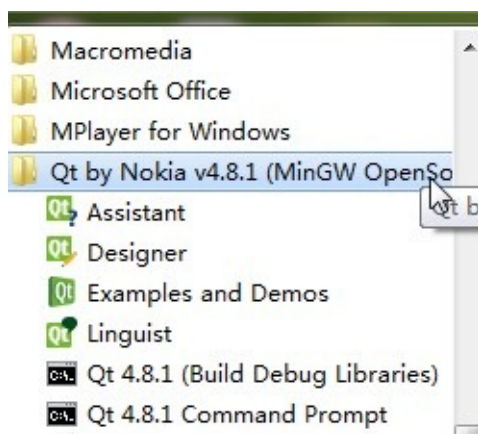 Macromedia
Microsoft Office
MPlayer for Windows
Qt by Nokia v4.8.1 (MinGW OpenSo
Qt b
Assistant
Designer
Examples and Demos
Linguist
Qt 4.8.1 (Build Debug Libraries)
Qt 4.8.1 Command Prompt